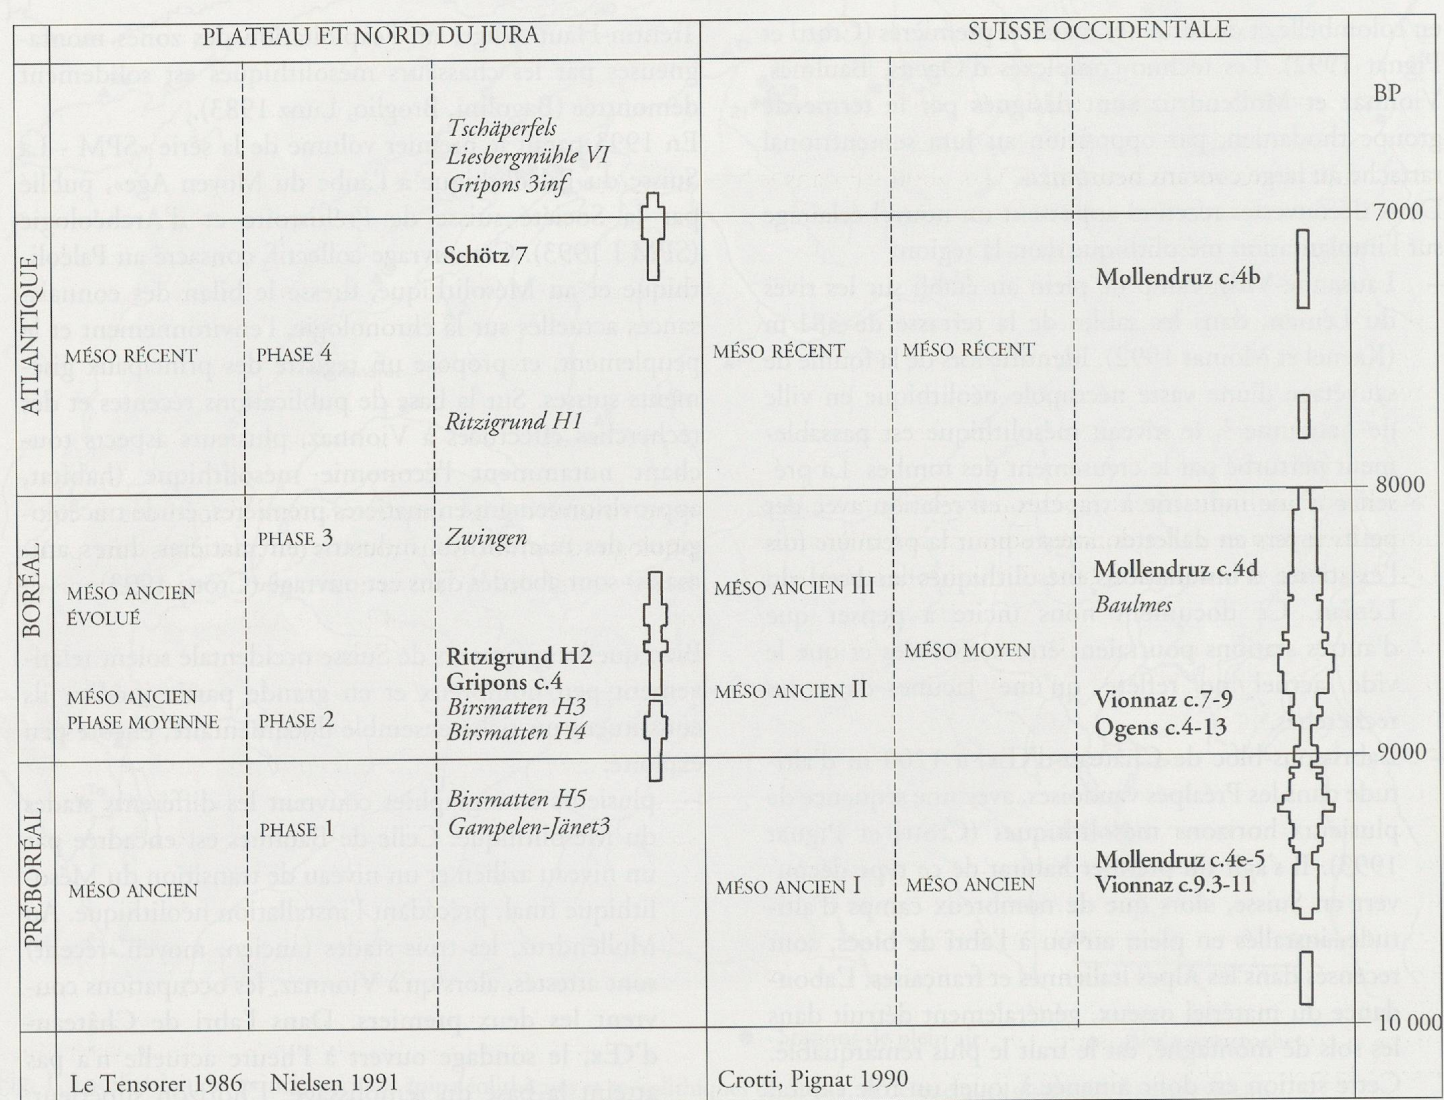 PLATEAU ET NORD DU JURA
SUISSE OCCIDENTALE
BP
Tschäperfels
Liesbergmühle VI
Gripons 3inf
7000
Schötz 7
Mollendruz c.4b
ATLANTIQUE
MÉSO RÉCENT
PHASE 4
MÉSO RÉCENT
MÉSO RÉCENT
Ritzigrund H1
8000
BORÉAL
PHASE 3
Zwingen
Mollendruz c.4d
MÉSO ANCIEN
ÉVOLUÉ
MÉSO ANCIEN III
Baulmes
Ritzigrund H2
MÉSO MOYEN
Gripons c.4
MÉSO ANCIEN
PHASE MOYENNE
PHASE 2
Birsmatten H3
Birsmatten H4
MÉSO ANCIEN II
Vionnaz c.7-9
Ogens c.4-13
9000
PRÉBORÉAL
Birsmatten H5
Gampelen-Jänet3
PHASE 1
Mollendruz c.4e-5
Vionnaz c.9.3-11
MÉSO ANCIEN
MÉSO ANCIEN I
MÉSO ANCIEN
10 000
Le Tensorer 1986
Nielsen 1991
Crotti, Pignat 1990